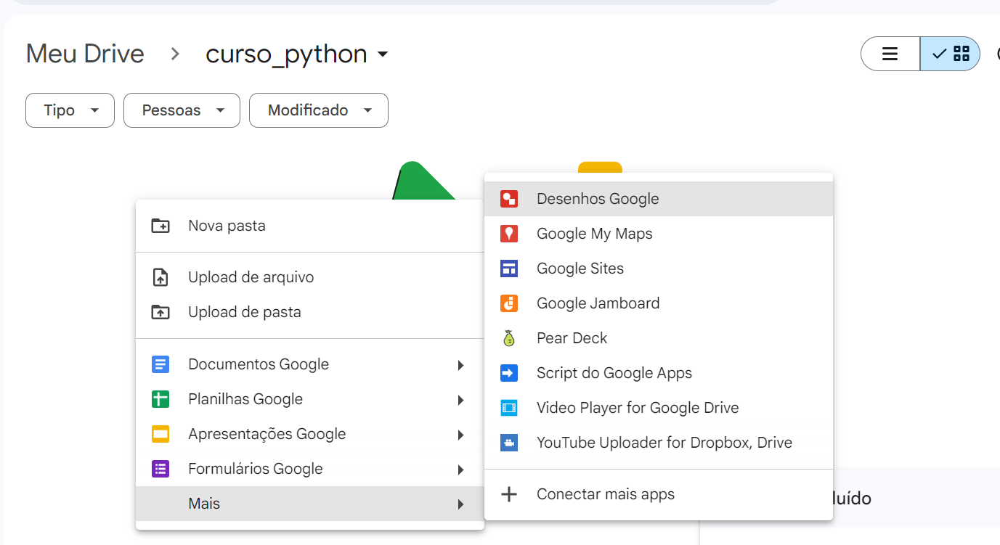 Meu Drive
curso_python
Tipo
Pessoas
Modificado
Nova pasta
Upload de arquivo
Upload de pasta
Documentos Google
Planilhas Google
Apresentações Google
Formulários Google
Mais
Desenhos Google
Google My Maps
Google Sites
Google Jamboard
Pear Deck
Script do Google Apps
Video Player for Google Drive
YouTube Uploader for Dropbox, Drive
Conectar mais apps